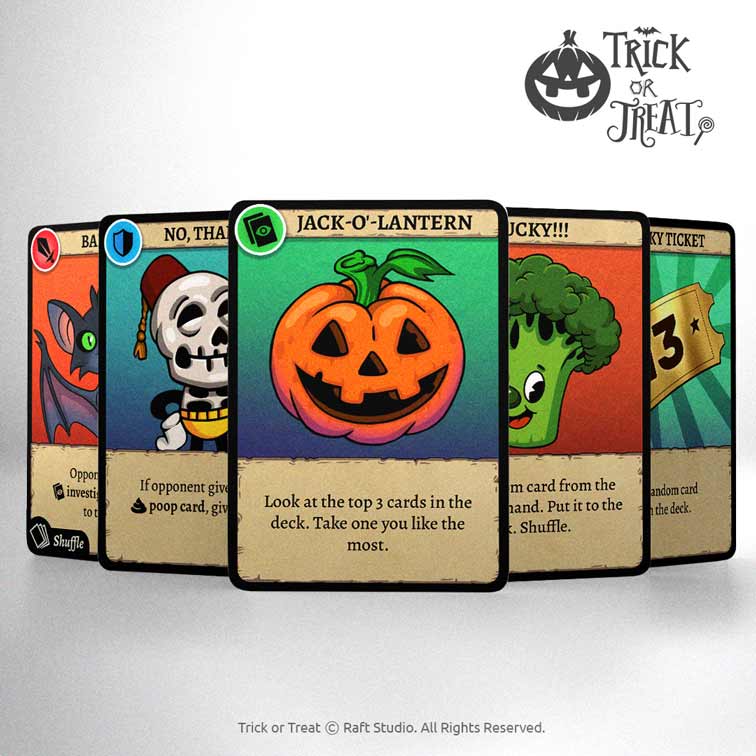 TRICK
OR
TREAT
BA
NO, THA
JACK-O'-LANTERN
UCKY!!!
KY TICKET
13
Oppon
investi
to t
Shuffle
If opponent give
poop card, giv
Look at the top 3 cards in the
deck. Take one you like the
most.
m card from the
hand. Put it to the
k. Shuffle.
andom card
the deck.
Trick or Treat © Raft Studio. All Rights Reserved.